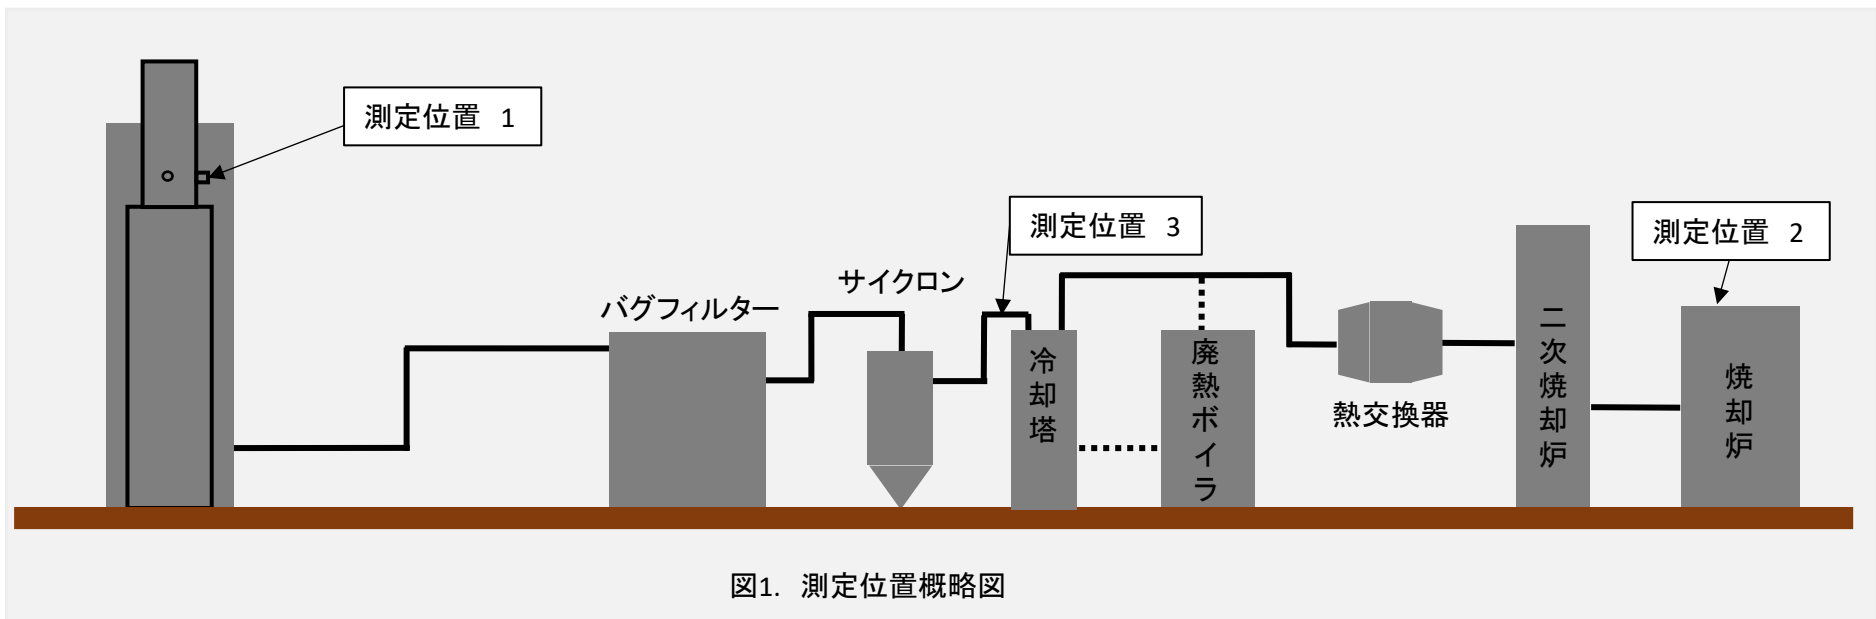 測定位置 1
測定位置 3
測定位置 2
サイクロン
バグフィルター
冷却塔
廃熱ボイラ
熱交換器
二次焼却炉
焼却炉
図1. 測定位置概略図